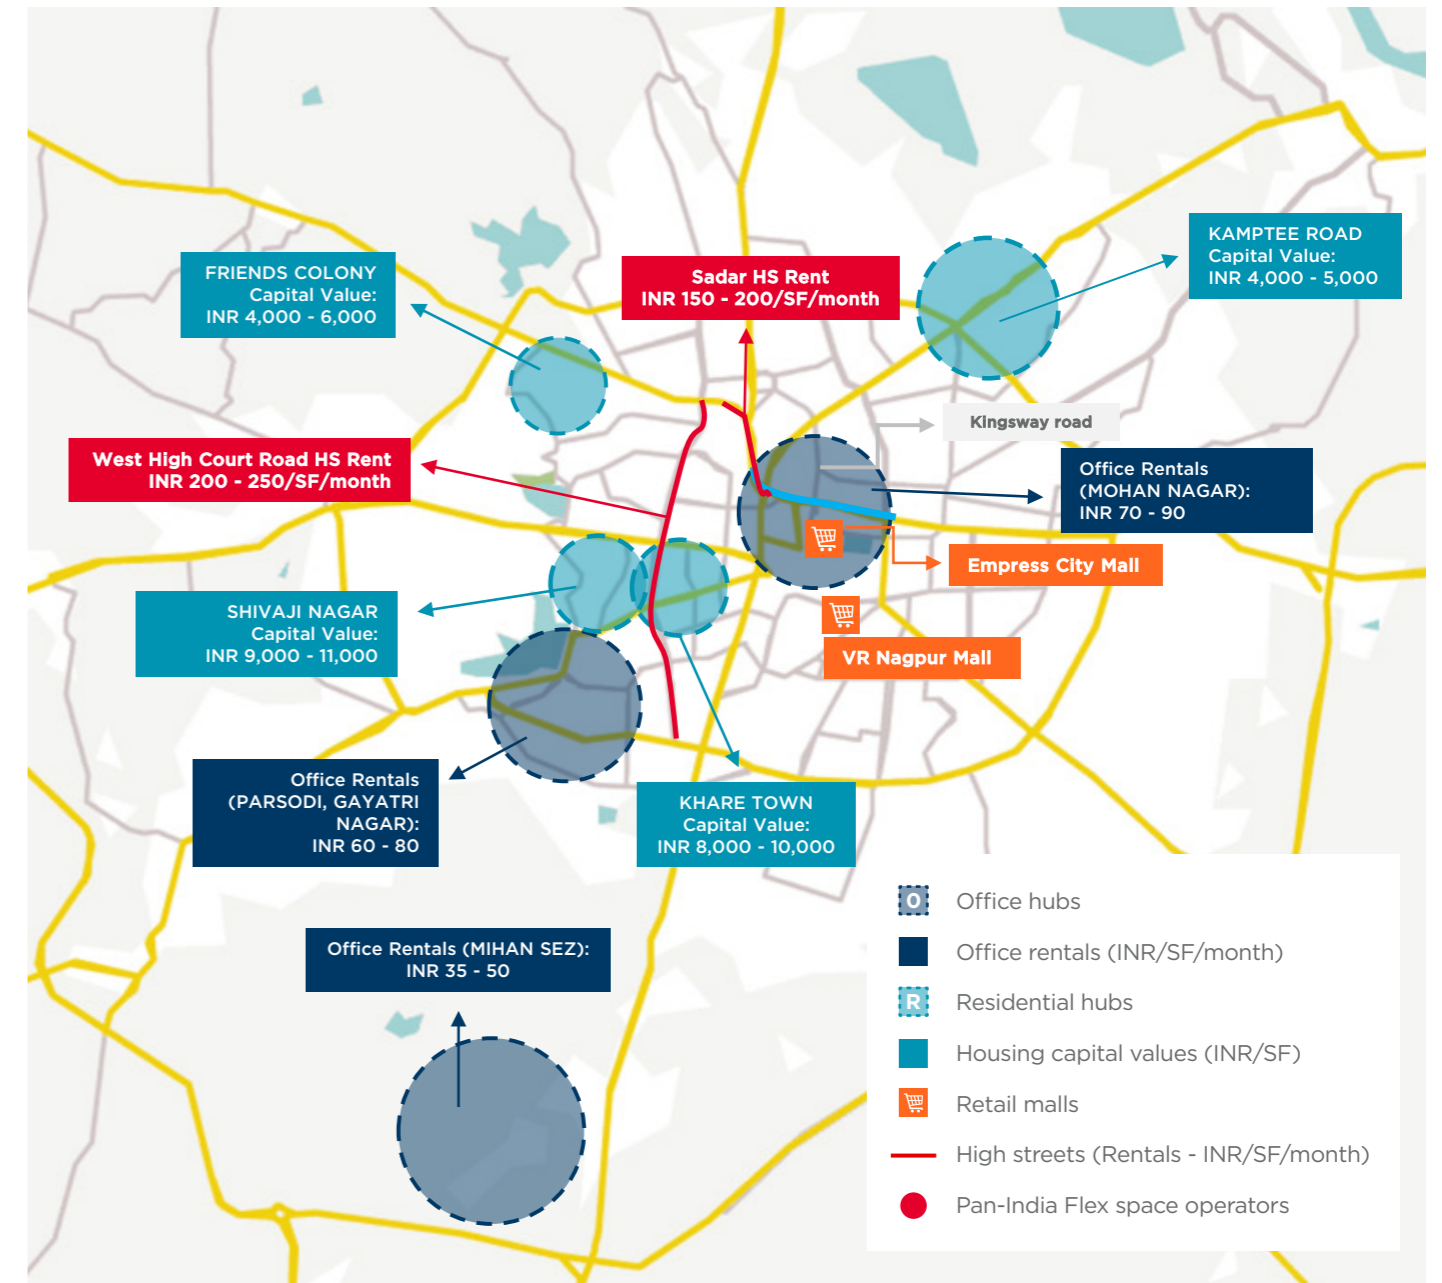 KAMPTEE ROAD
Capital Value:
INR 4,000 - 5,000
FRIENDS COLONY
Capital Value:
INR 4,000 - 6,000
Sadar HS Rent
INR 150 - 200/SF/month
Kingsway road
West High Court Road HS Rent
INR 200 - 250/SF/month
Office Rentals
(MOHAN NAGAR):
INR 70 - 90
Empress City Mall
SHIVAJI NAGAR
Capital Value:
INR 9,000 - 11,000
VR Nagpur Mall
Office Rentals
(PARSODI, GAYATRI
NAGAR):
INR 60 - 80
KHARE TOWN
Capital Value:
INR 8,000 - 10,000
Office Rentals (MIHAN SEZ):
INR 35 - 50
O Office hubs
Office rentals (INR/SF/month)
R Residential hubs
Housing capital values (INR/SF)
Retail malls
High streets (Rentals - INR/SF/month)
Pan-India Flex space operators